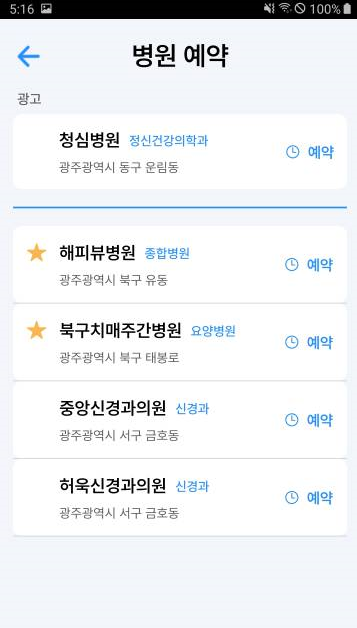 5:16 100%
병원 예약
광고
청심병원 정신건강의학과
광주광역시 동구 운림동
예약
해피뷰병원 종합병원
광주광역시 북구 유동
예약
북구치매주간병원 요양병원
광주광역시 북구 태봉로
예약
중앙신경과의원 신경과
광주광역시 서구 금호동
예약
허욱신경과의원 신경과
광주광역시 서구 금호동
예약